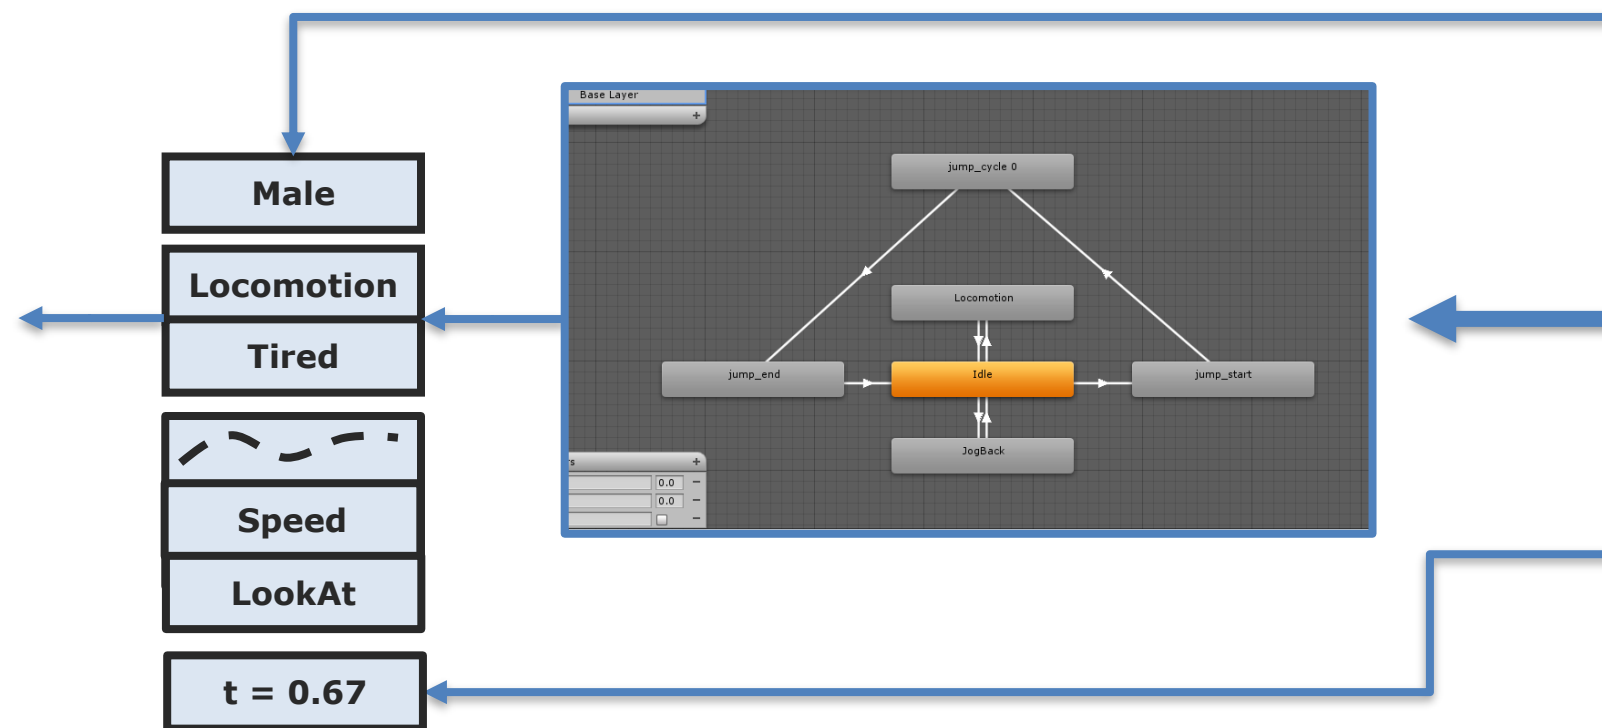 Male
Locomotion
Tired
Speed
LookAt
t = 0.67
Base Layer
+
jump_cycle 0
Locomotion
jump_end
Idle
jump_start
JogBack
+
0.0 −
0.0 −
−